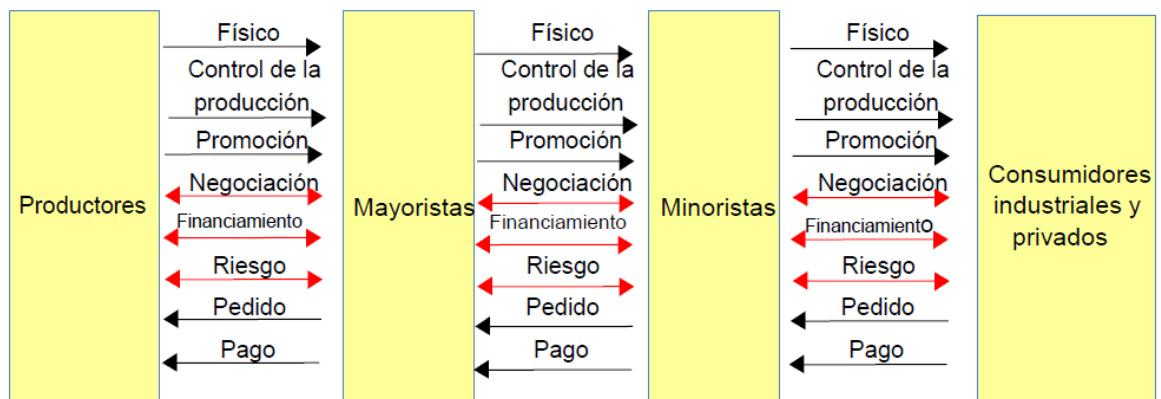 Productores
Físico
Control de la
producción
Promoción
Negociación
Financiamiento
Riesgo
Pedido
Pago
Mayoristas
Físico
Control de la
producción
Promoción
Negociación
Financiamiento
Riesgo
Pedido
Pago
Minoristas
Físico
Control de la
producción
Promoción
Negociación
Financiamiento
Riesgo
Pedido
Pago
Consumidores
industriales y
privados